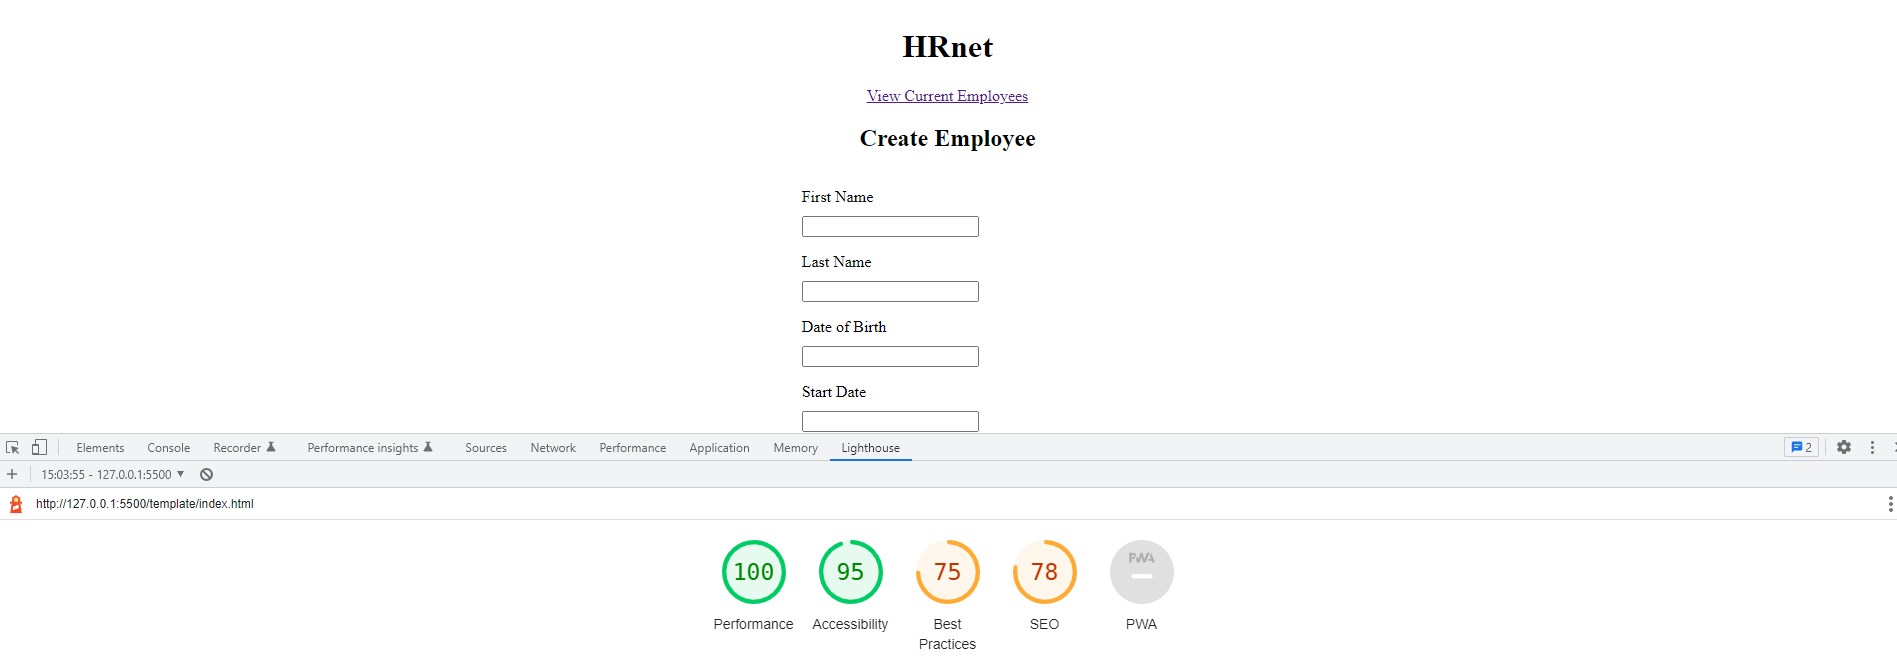 HRnet
View Current Employees
Create Employee
First Name
Last Name
Date of Birth
Start Date
Elements Console Recorder Performance insights Sources Network Performance Application Memory Lighthouse 2
15:03:55 - 127.0.0.1:5500
http://127.0.0.1:5500/template/index.html
100 95 75 78 PWA
Performance Accessibility Best Practices SEO PWA